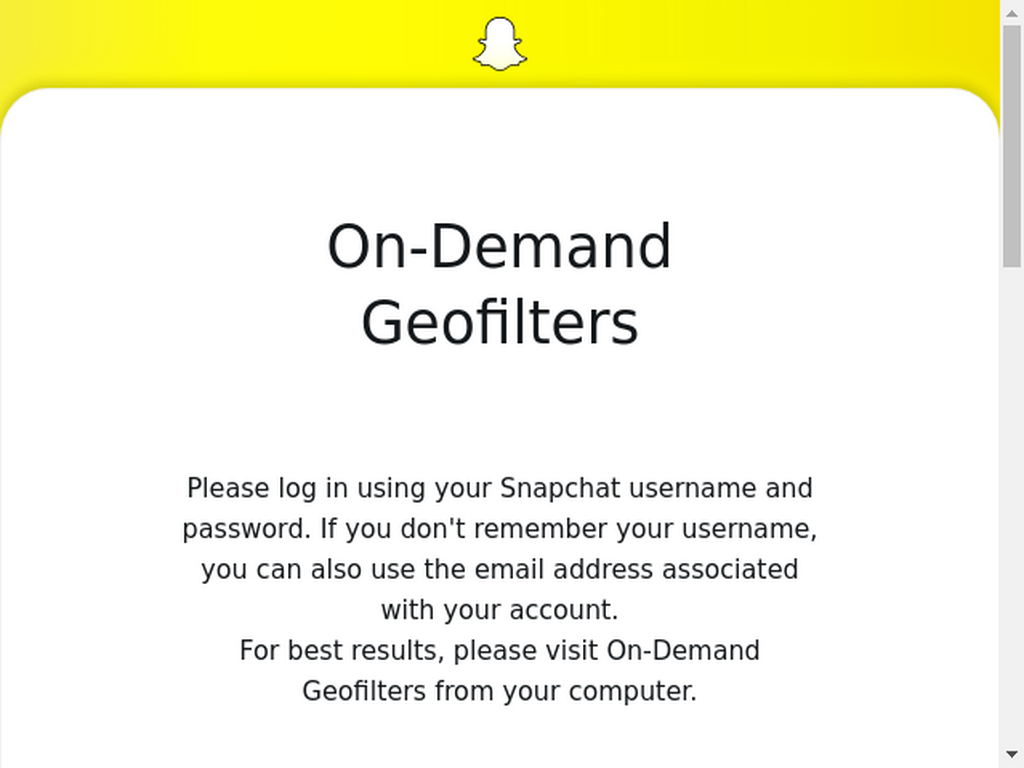 On-Demand
Geofilters
Please log in using your Snapchat username and
password. If you don't remember your username,
you can also use the email address associated
with your account.
For best results, please visit On-Demand
Geofilters from your computer.